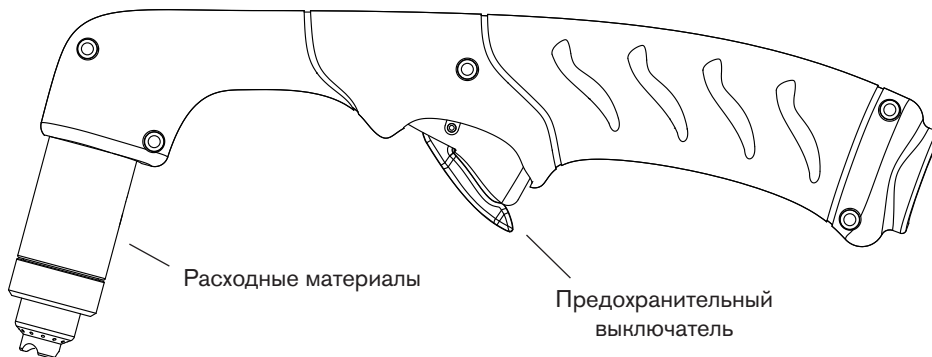 Расходные материалы
Предохранительный
выключатель